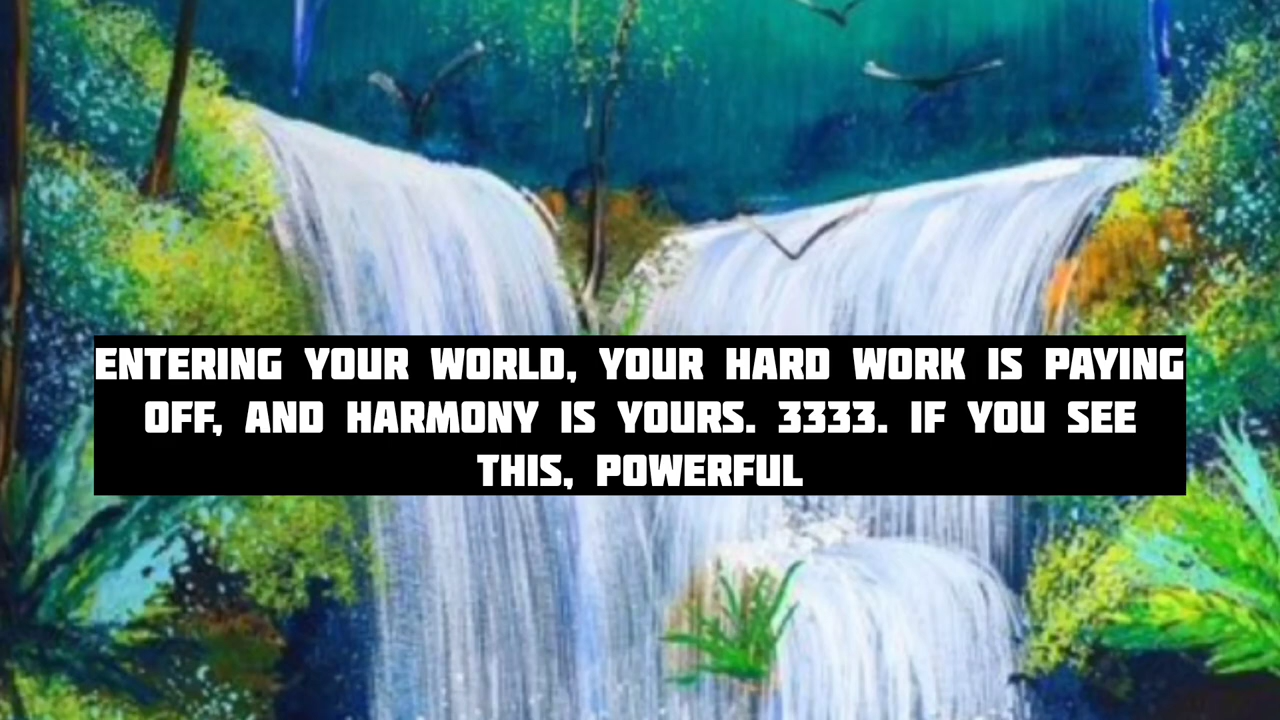 ENTERING YOUR WORLD, YOUR HARD WORK IS PAYING
OFF, AND HARMONY IS YOURS. 3333. IF YOU SEE
THIS, POWERFUL